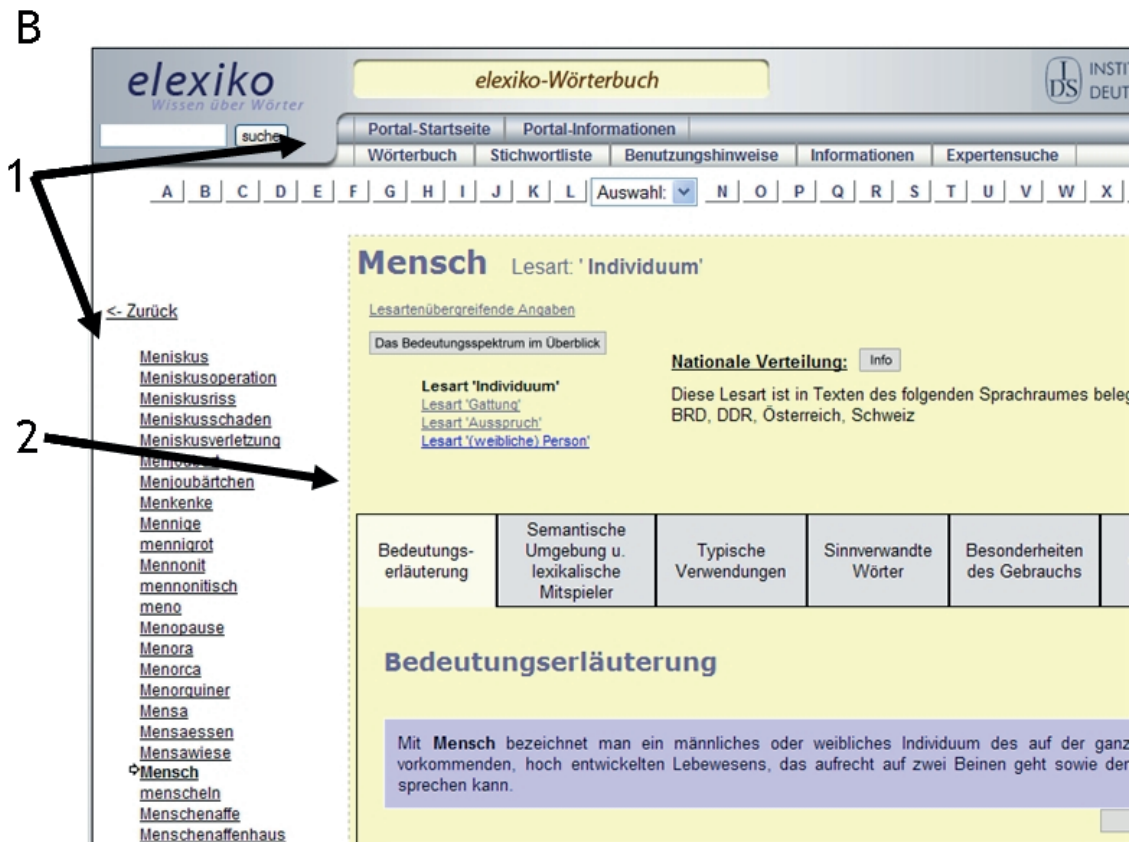 B
elexiko
Wissen über Wörter
elexiko-Wörterbuch
IDS
INSTIT
DEUT
suche
Portal-Startseite Portal-Informationen
Wörterbuch Stichwortliste Benutzungshinweise Informationen Expertensuche
1
A B C D E F G H I J K L Auswahl: N O P Q R S T U V W X
Mensch Lesart: ' Individuum'
<- Zurück
Lesartenübergreifende Angaben
Das Bedeutungsspektrum im Überblick
Lesart 'Individuum'
Lesart 'Gattung'
Lesart 'Ausspruch'
Lesart '(weibliche) Person'
Nationale Verteilung: Info
Diese Lesart ist in Texten des folgenden Sprachraumes beleg
BRD, DDR, Österreich, Schweiz
2
Meniskus
Meniskusoperation
Meniskusriss
Meniskusschaden
Meniskusverletzung
Menjoubärtchen
Menkenke
Mennige
mennigrot
Mennonit
mennonitisch
meno
Menopause
Menora
Menorca
Menorquiner
Mensa
Mensaessen
Mensawiese
Mensch
menscheln
Menschenaffe
Menschenaffenhaus
Bedeutungs-
erläuterung
Semantische
Umgebung u.
lexikalische
Mitspieler
Typische
Verwendungen
Sinnverwandte
Wörter
Besonderheiten
des Gebrauchs
Bedeutungserläuterung
Mit Mensch bezeichnet man ein männliches oder weibliches Individuum des auf der ganz
vorkommenden, hoch entwickelten Lebewesens, das aufrecht auf zwei Beinen geht sowie den
sprechen kann.